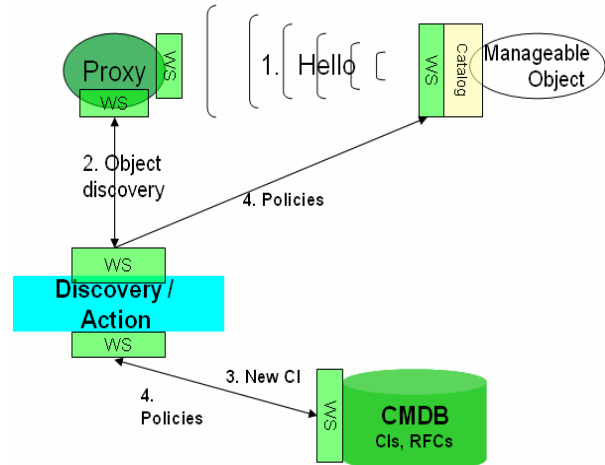 Proxy
WS
WS
1. Hello
WS
Catalog
Manageable
Object
2. Object
discovery
4. Policies
WS
Discovery /
Action
WS
3. New CI
4.
Policies
WS
CMDB
CIs, RFCs